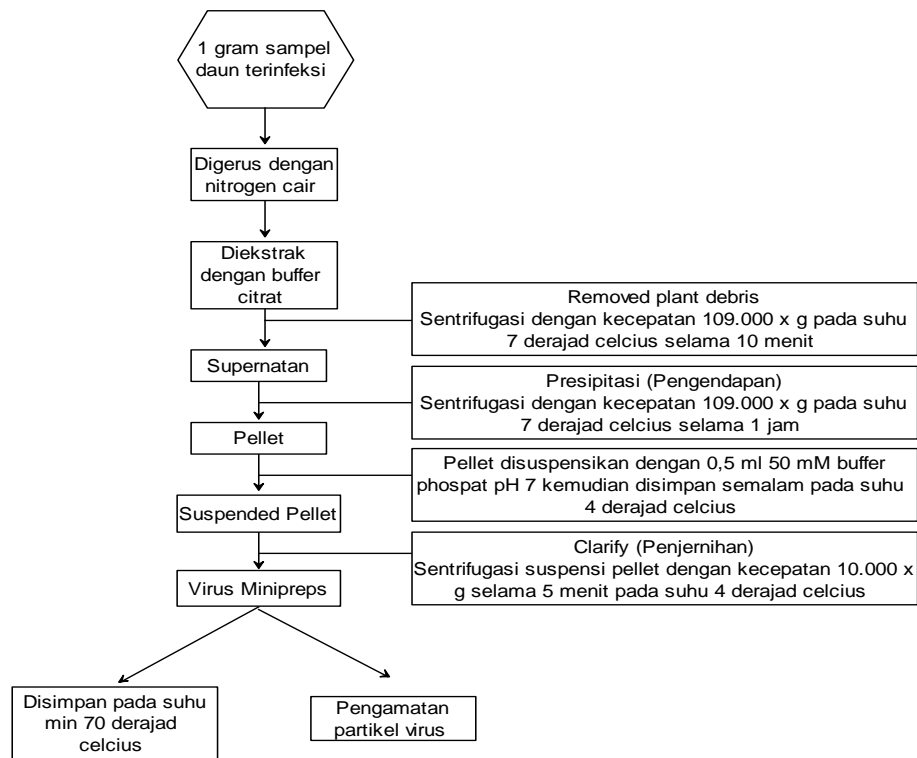 1 gram sampel
daun terinfeksi
Digerus dengan
nitrogen cair
Diekstrak
dengan buffer
citrat
Removed plant debris
Sentrifugasi dengan kecepatan 109.000 x g pada suhu
7 derajad celcius selama 10 menit
Supernatan
Presipitasi (Pengendapan)
Sentrifugasi dengan kecepatan 109.000 x g pada suhu
7 derajad celcius selama 1 jam
Pellet
Pellet disuspensikan dengan 0,5 ml 50 mM buffer
phospat pH 7 kemudian disimpan semalam pada suhu
4 derajad celcius
Suspended Pellet
Clarify (Penjernihan)
Sentrifugasi suspensi pellet dengan kecepatan 10.000 x
g selama 5 menit pada suhu 4 derajad celcius
Virus Minipreps
Disimpan pada suhu
min 70 derajad
celcius
Pengamatan
partikel virus